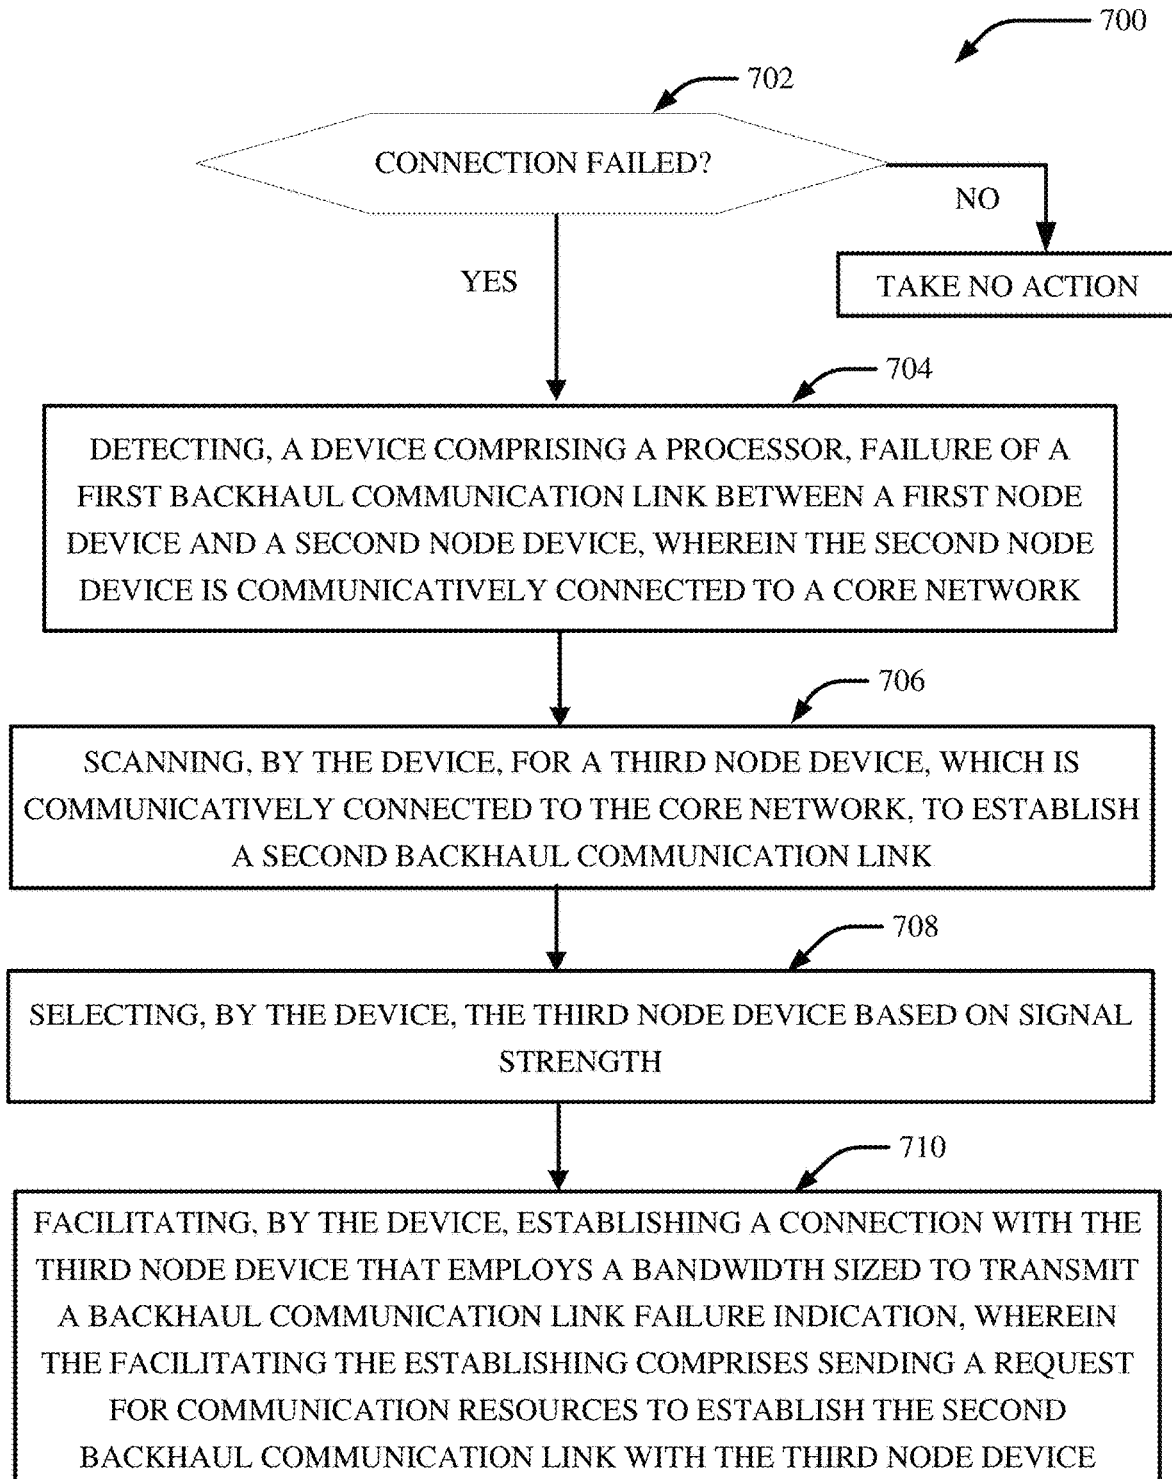 700
702
CONNECTION FAILED?
NO
YES
TAKE NO ACTION
704
DETECTING, A DEVICE COMPRISING A PROCESSOR, FAILURE OF A
FIRST BACKHAUL COMMUNICATION LINK BETWEEN A FIRST NODE
DEVICE AND A SECOND NODE DEVICE, WHEREIN THE SECOND NODE
DEVICE IS COMMUNICATIVELY CONNECTED TO A CORE NETWORK
706
SCANNING, BY THE DEVICE, FOR A THIRD NODE DEVICE, WHICH IS
COMMUNICATIVELY CONNECTED TO THE CORE NETWORK, TO ESTABLISH
A SECOND BACKHAUL COMMUNICATION LINK
708
SELECTING, BY THE DEVICE, THE THIRD NODE DEVICE BASED ON SIGNAL
STRENGTH
710
FACILITATING, BY THE DEVICE, ESTABLISHING A CONNECTION WITH THE
THIRD NODE DEVICE THAT EMPLOYS A BANDWIDTH SIZED TO TRANSMIT
A BACKHAUL COMMUNICATION LINK FAILURE INDICATION, WHEREIN
THE FACILITATING THE ESTABLISHING COMPRISES SENDING A REQUEST
FOR COMMUNICATION RESOURCES TO ESTABLISH THE SECOND
BACKHAUL COMMUNICATION LINK WITH THE THIRD NODE DEVICE